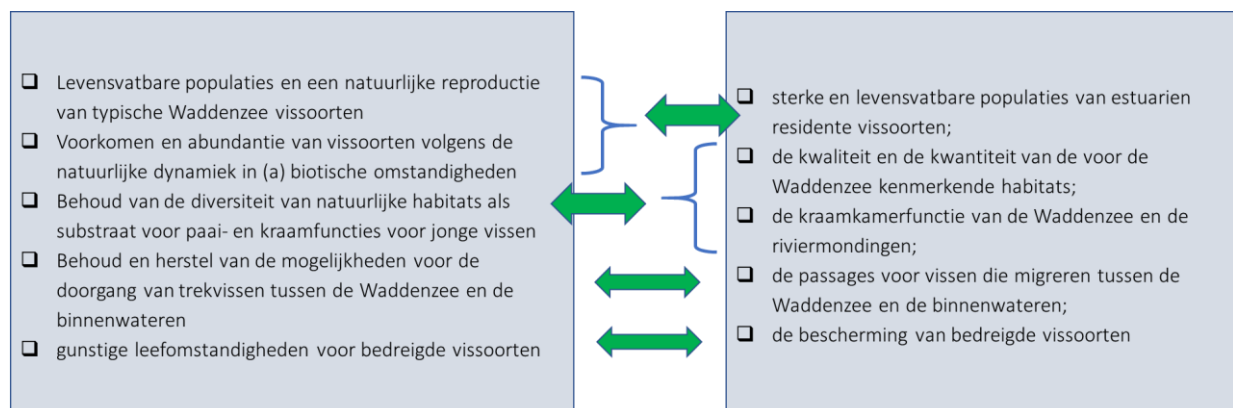 ❑ Levensvatbare populaties en een natuurlijke reproductie
van typische Waddenzee vissoorten
❑ Voorkomen en abundantie van vissoorten volgens de
natuurlijke dynamiek in (a) biotische omstandigheden
❑ Behoud van de diversiteit van natuurlijke habitats als
substraat voor paai- en kraamfuncties voor jonge vissen
❑ Behoud en herstel van de mogelijkheden voor de
doorgang van trekvissen tussen de Waddenzee en de
binnenwateren
❑ gunstige leefomstandigheden voor bedreigde vissoorten
❑ sterke en levensvatbare populaties van estuarien
residente vissoorten;
❑ de kwaliteit en de kwantiteit van de voor de
Waddenzee kenmerkende habitats;
❑ de kraamkamerfunctie van de Waddenzee en de
riviermondingen;
❑ de passages voor vissen die migreren tussen de
Waddenzee en de binnenwateren;
❑ de bescherming van bedreigde vissoorten